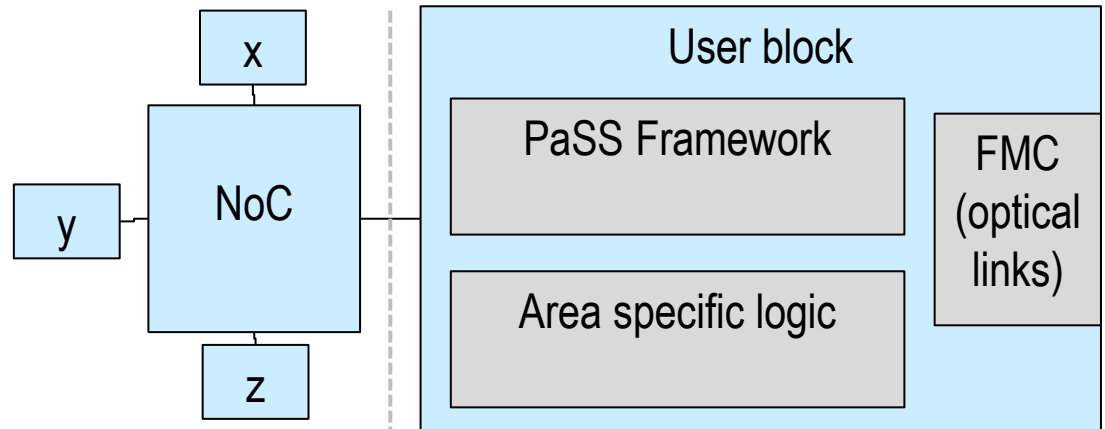 x
NoC
y
z
User block
PaSS Framework
Area specific logic
FMC
(optical
links)